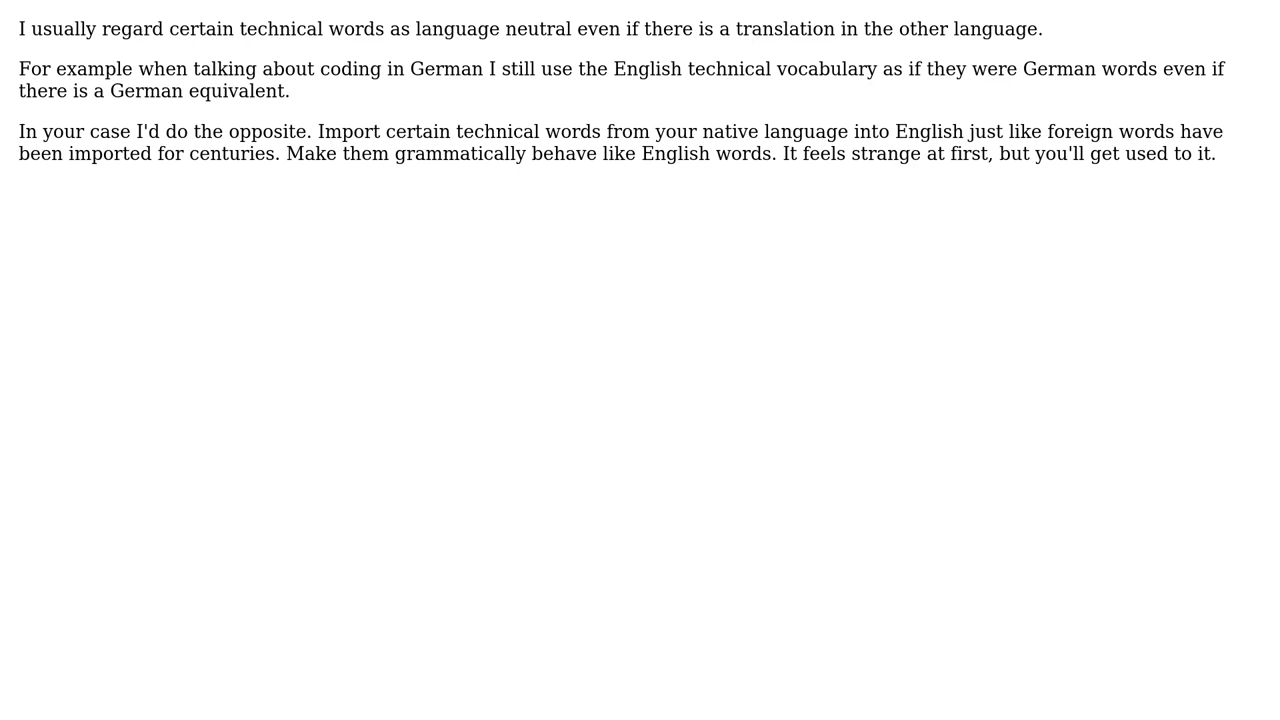 I usually regard certain technical words as language neutral even if there is a translation in the other language.
For example when talking about coding in German I still use the English technical vocabulary as if they were German words even if
there is a German equivalent.
In your case I'd do the opposite. Import certain technical words from your native language into English just like foreign words have
been imported for centuries. Make them grammatically behave like English words. It feels strange at first, but you'll get used to it.